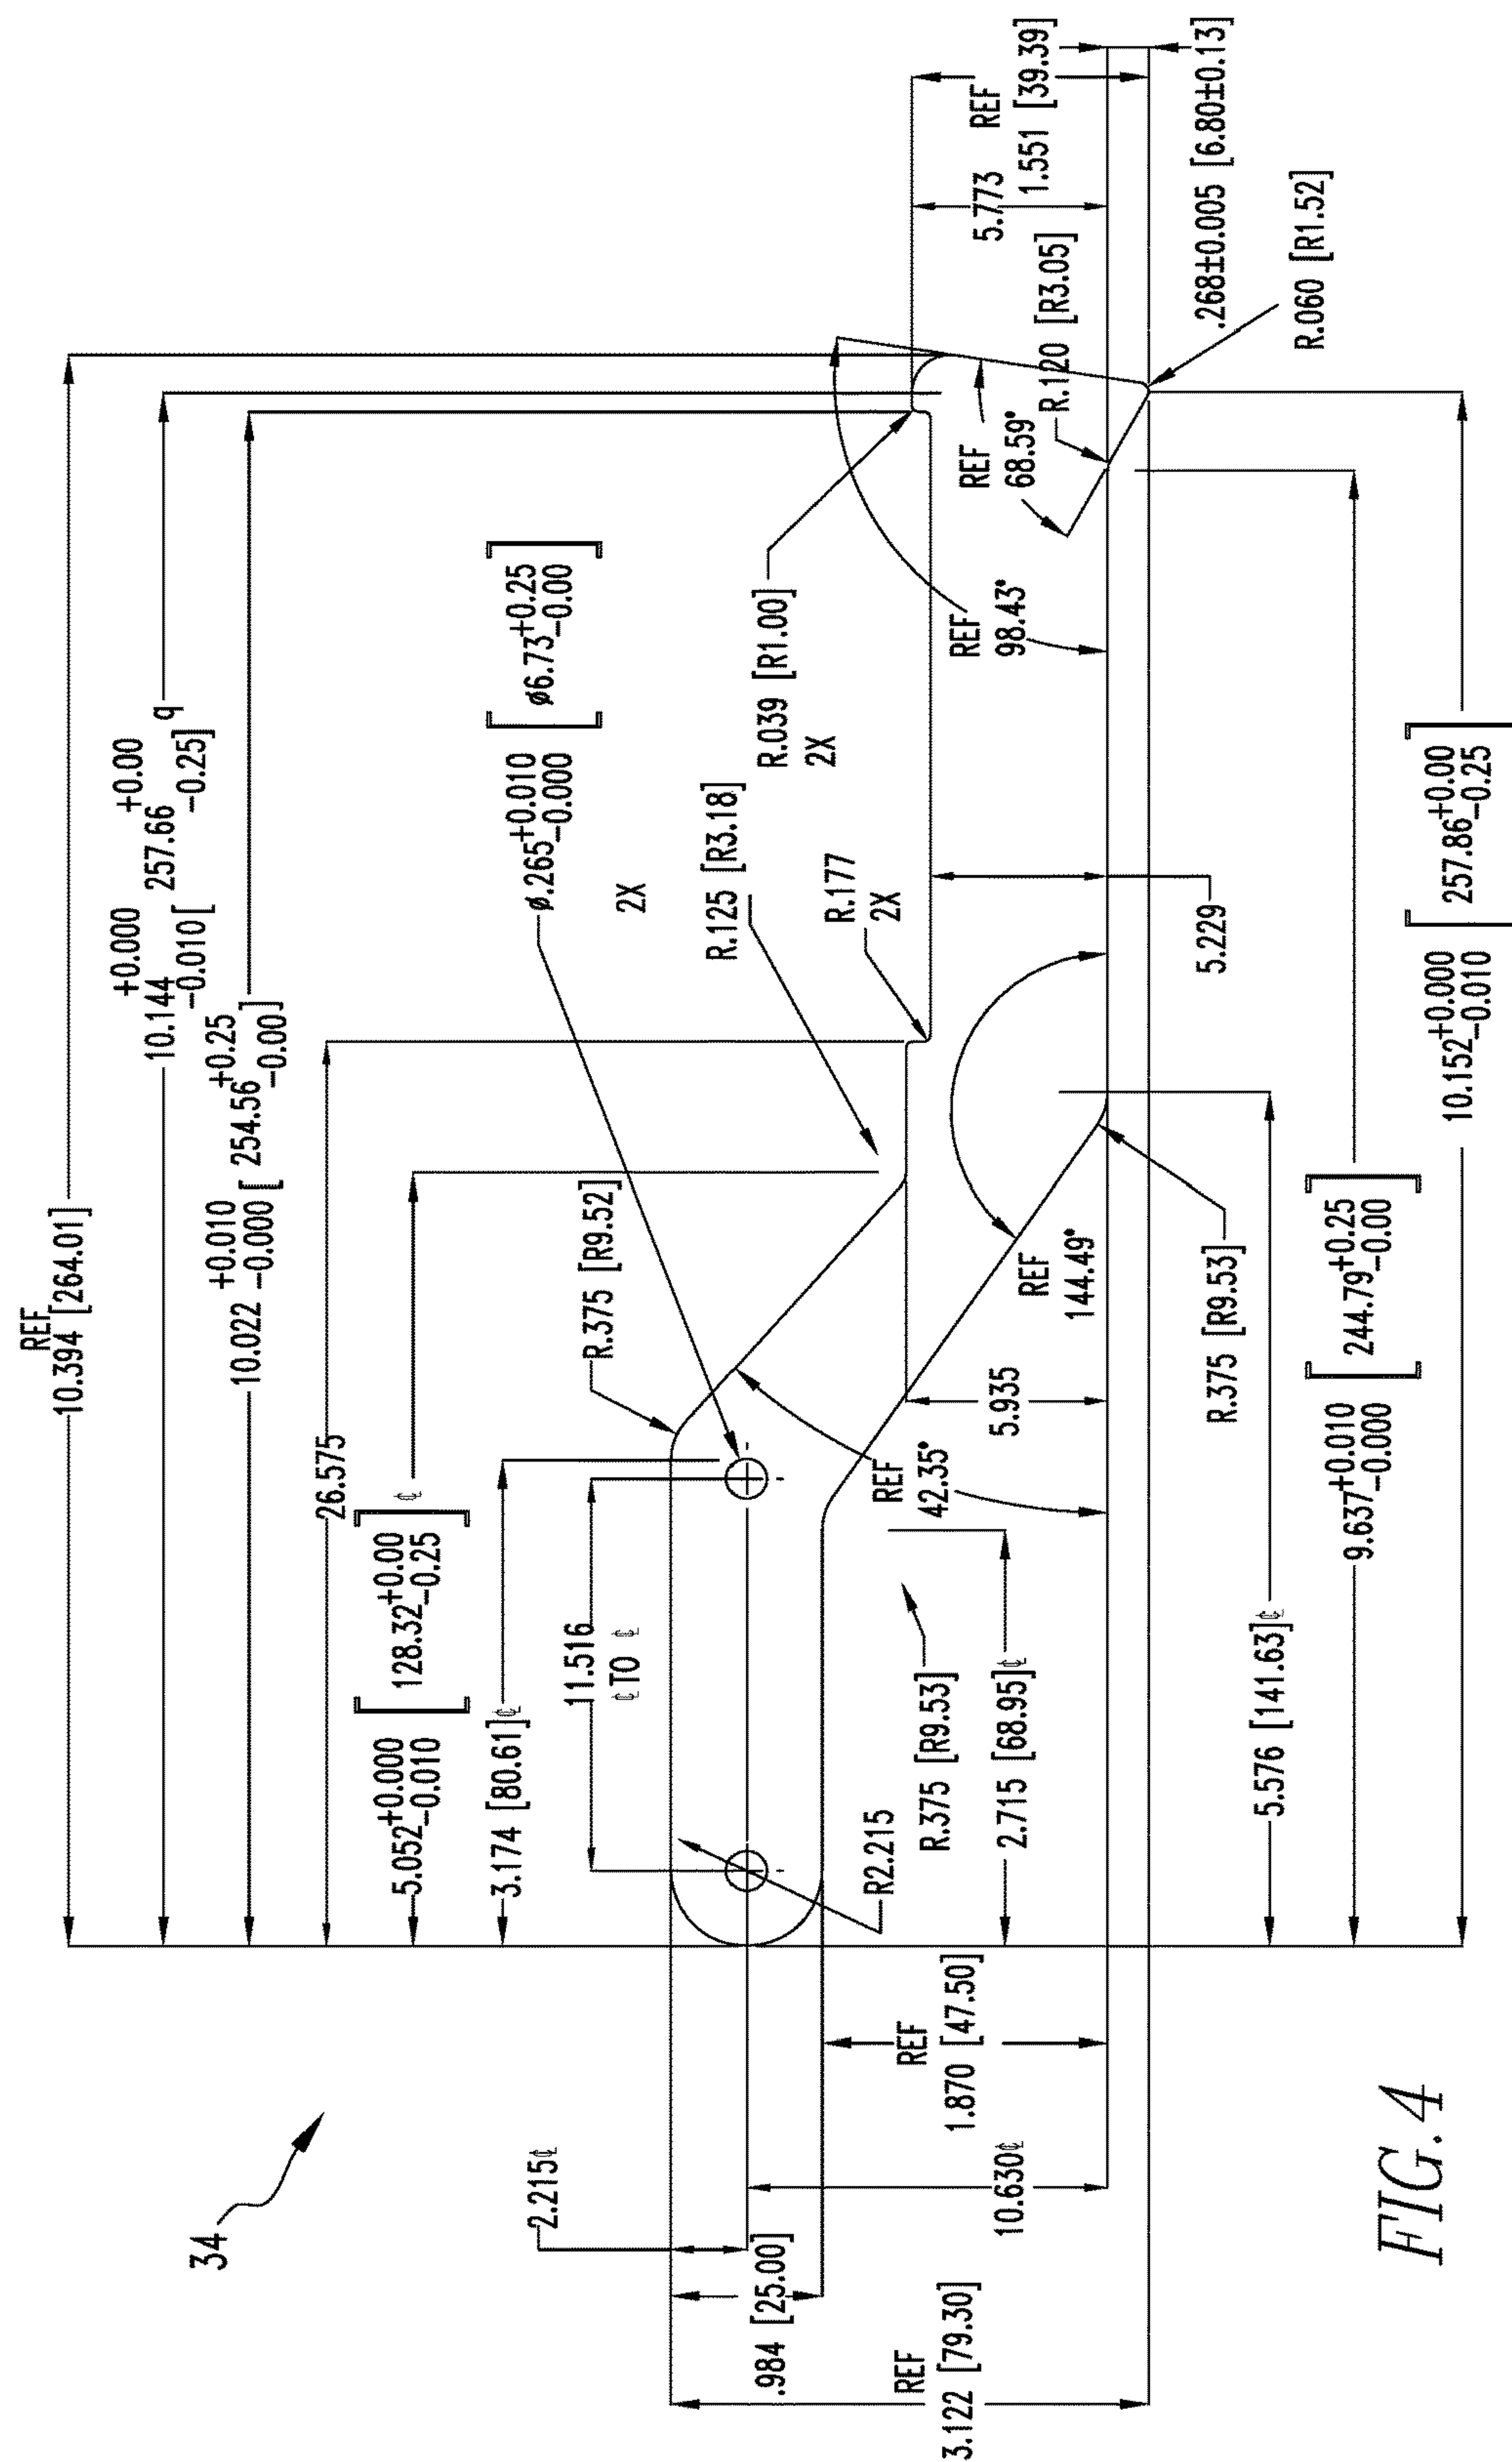 REF
10.394 [264.01]
+0.000 +0.00
10.144 257.66 q
-0.010[ -0.25]
+0.010 +0.25
10.022 -0.000 [ 254.56 -0.00]
26.575
5.052+0.000-0.010 [ 128.32+0.00-0.25 ] ℄
3.174 [80.61]℄
11.516
℄ TO ℄
ø.265+0.010-0.000 [ ø6.73+0.25-0.00 ]
2X
R.375 [R9.52]
R.125 [R3.18]
R.039 [R1.00]
2X
R.177
2X
34
2.215℄
.984 [25.00]
REF
3.122 [79.30]
10.630℄
REF
1.870 [47.50]
R2.215
R.375 [R9.53]
2.715 [68.95]℄
REF
42.35°
5.935
REF
144.49°
R.375 [R9.53]
5.229
REF
98.43°
REF
68.59°
R.120 [R3.05]
5.773
REF
1.551 [39.39]
.268±0.005 [6.80±0.13]
R.060 [R1.52]
5.576 [141.63]℄
9.637+0.010-0.000 [ 244.79+0.25-0.00 ]
10.152+0.000-0.010 [ 257.86+0.00-0.25 ]
FIG. 4